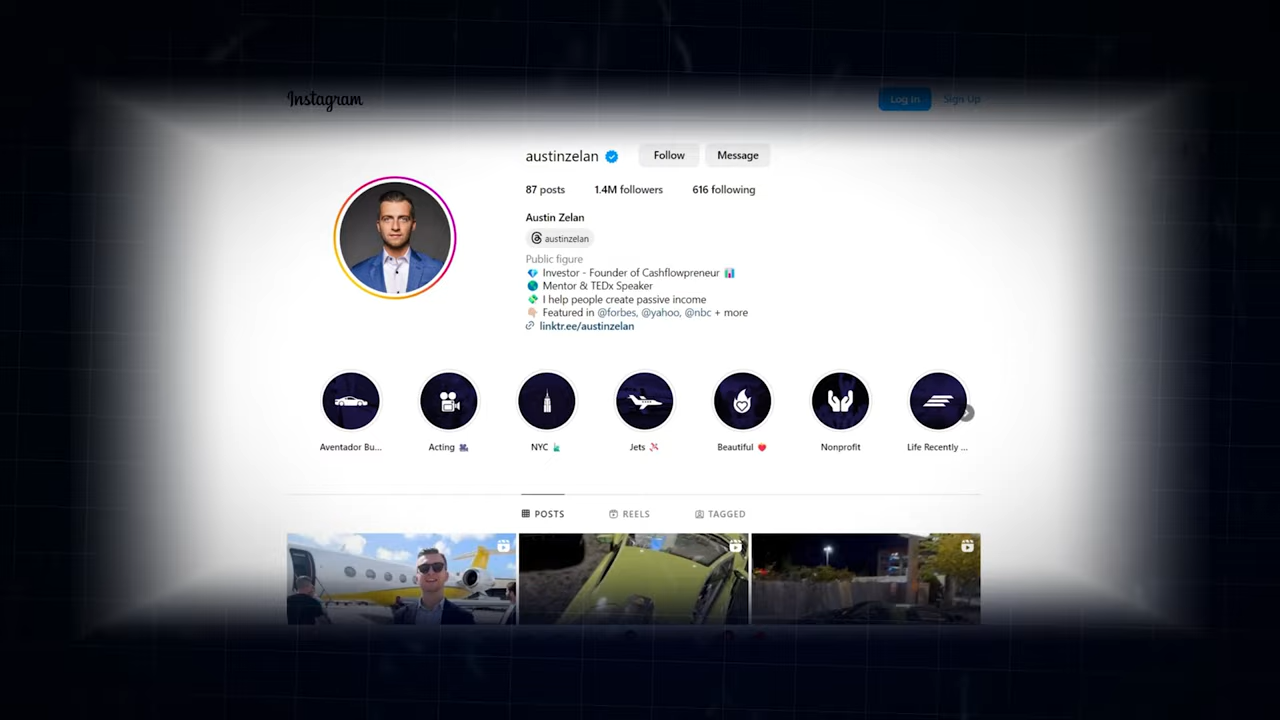 Instagram
Log In
Sign Up
austinzelan
Follow
Message
87 posts
1.4M followers
616 following
Austin Zelan
austinzelan
Public figure
💎 Investor - Founder of Cashflowpreneur 📊
🌎 Mentor & TEDx Speaker
💸 I help people create passive income
👇🏼 Featured in @forbes, @yahoo, @nbc + more
linktr.ee/austinzelan
Aventador Bu...
Acting 🎥
NYC 🗽
Jets 🛩
Beautiful ❤️
Nonprofit
Life Recently ...
POSTS
REELS
TAGGED